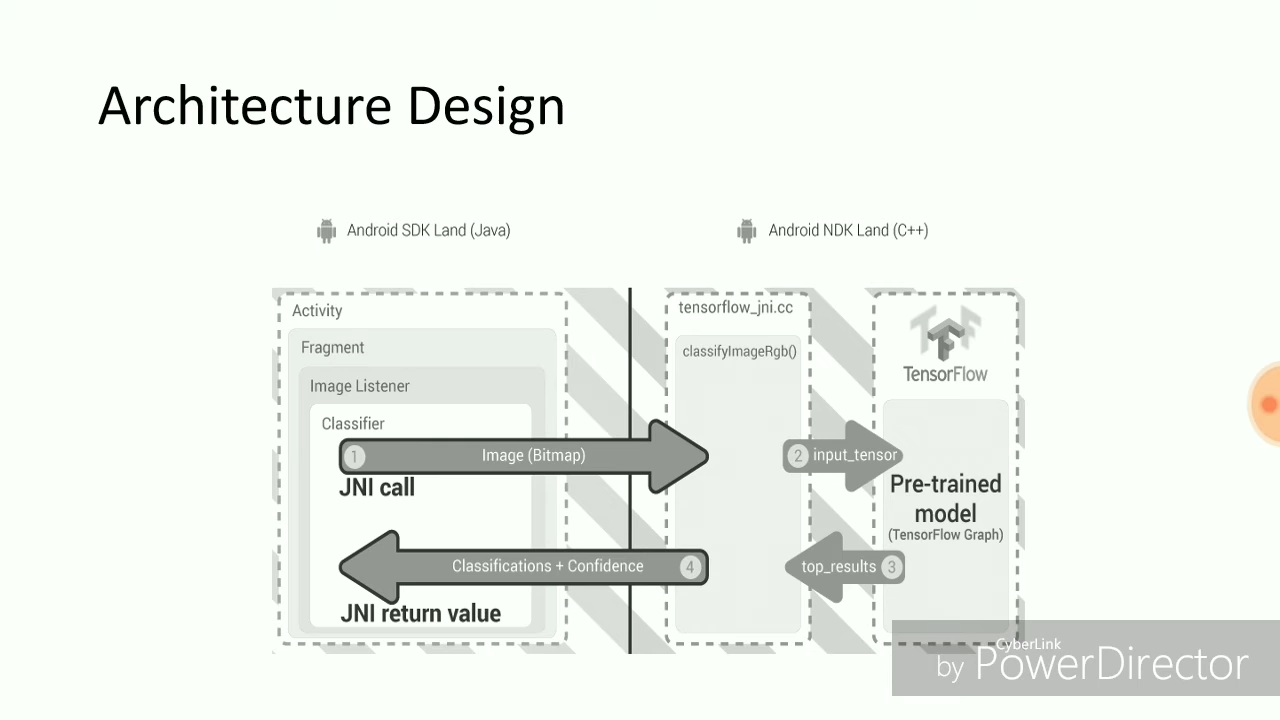 Architecture Design
Android SDK Land (Java)
Android NDK Land (C++)
Activity
Fragment
Image Listener
Classifier
1 Image (Bitmap)
JNI call
Classifications + Confidence 4
JNI return value
tensorflow_jni.cc
classifyImageRgb()
2 input_tensor
top_results 3
TensorFlow
Pre-trained
model
(TensorFlow Graph)
CyberLink
by PowerDirector